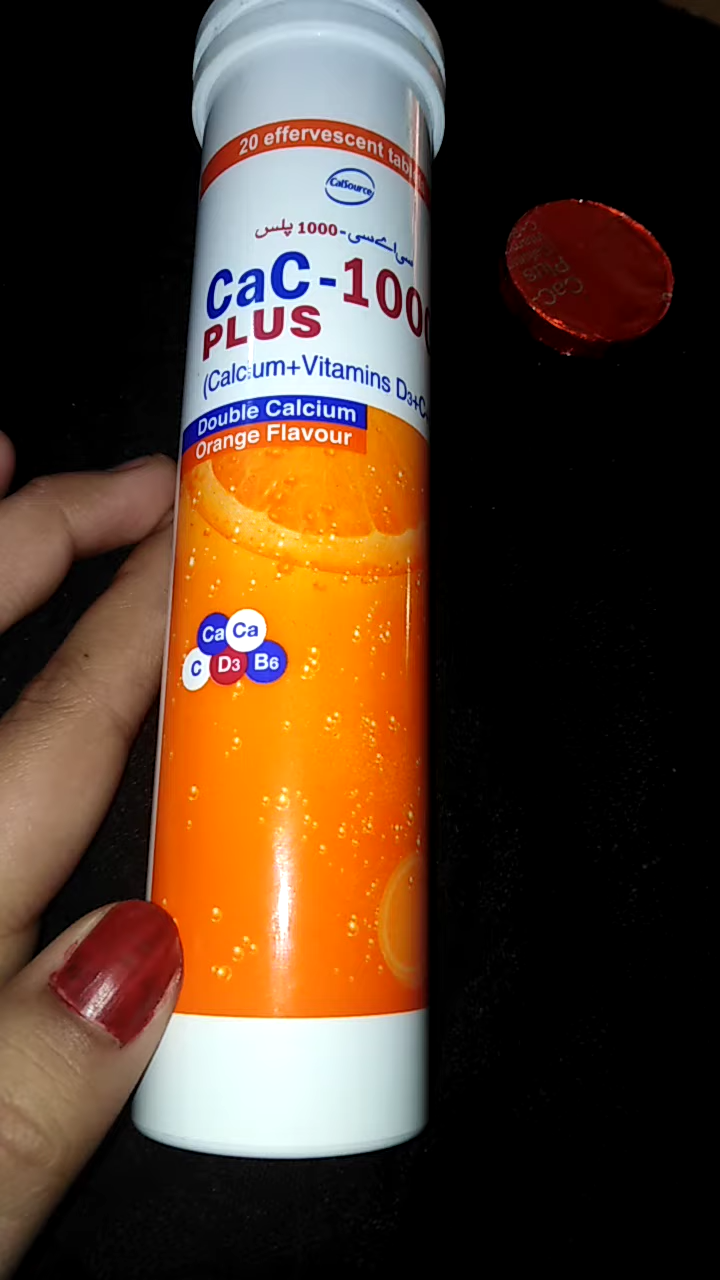 20 effervescent tab
CalSource
سی اے سی-1000 پلس
CaC-100
PLUS
(Calcium+Vitamins D3+C
Double Calcium
Orange Flavour
Ca Ca
C D3 B6
CaC
Plus